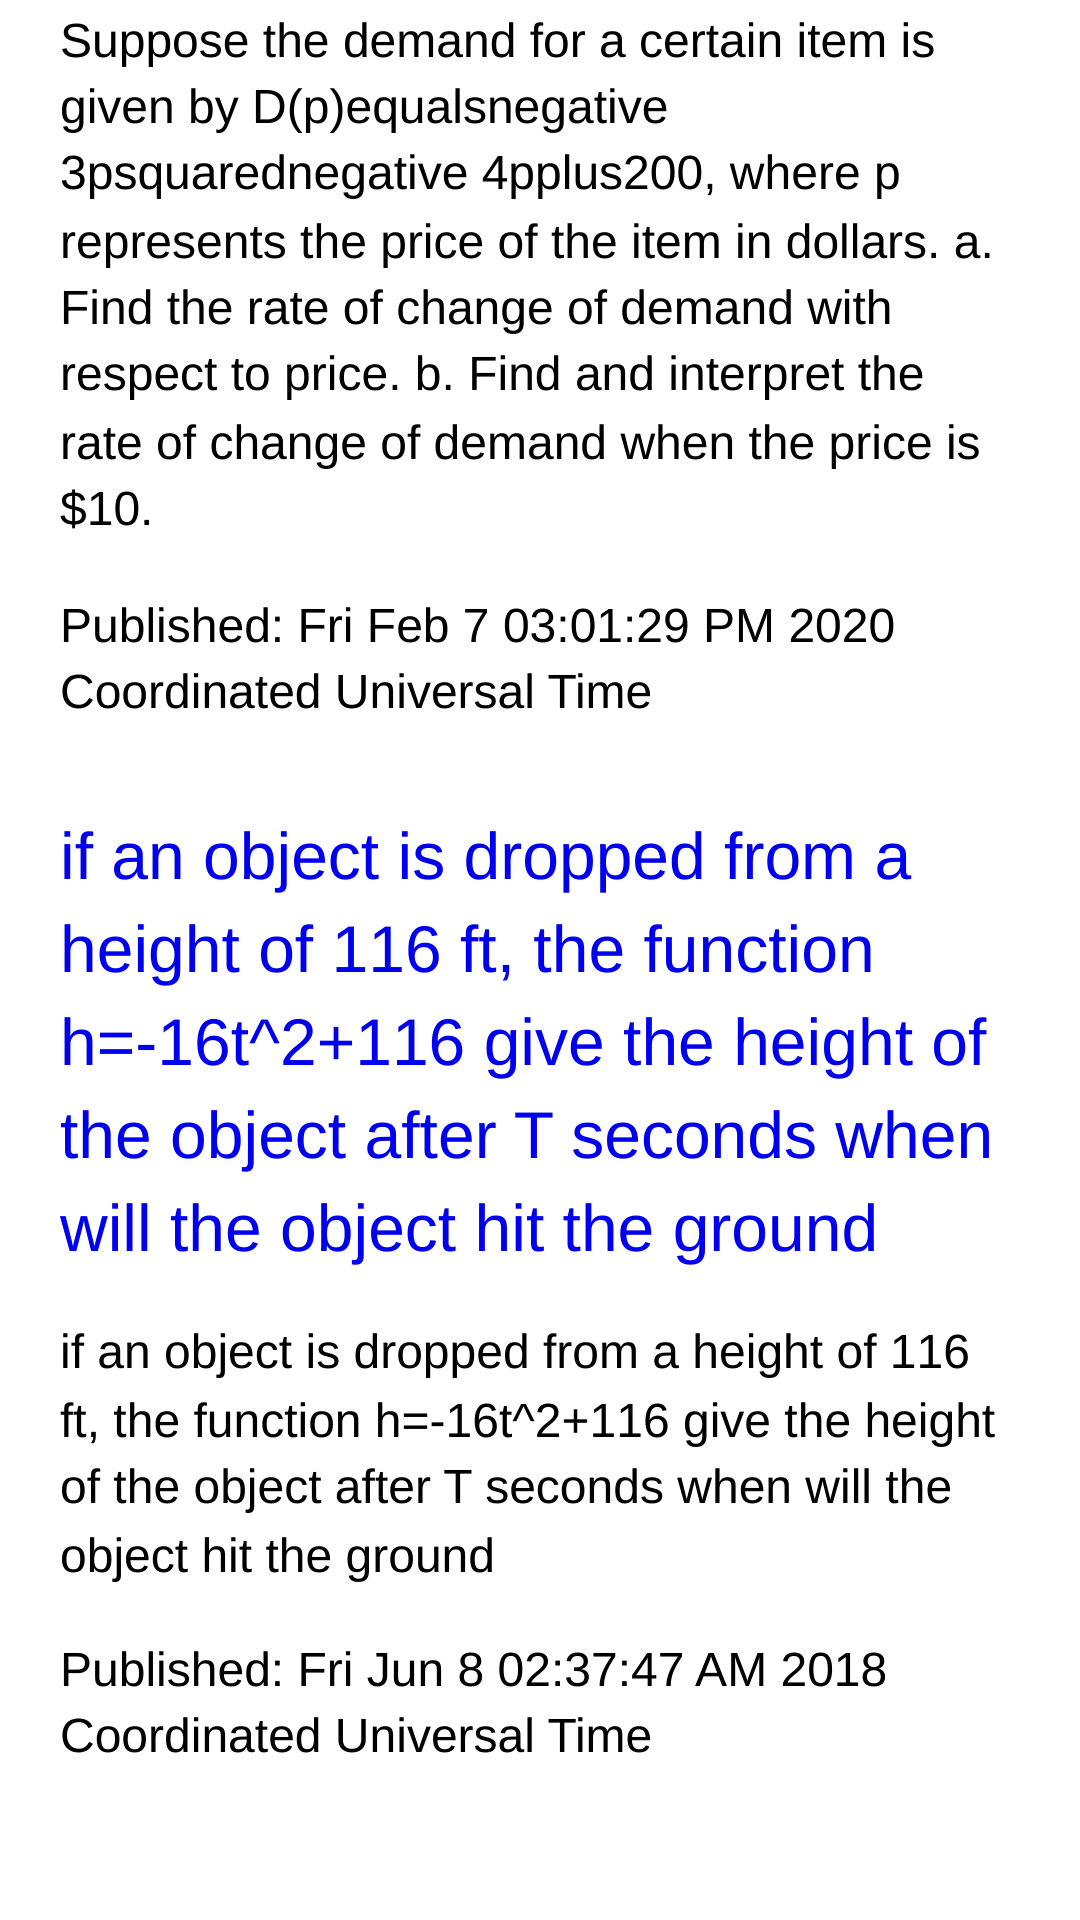 Suppose the demand for a certain item is
given by D(p)equalsnegative
3psquarednegative 4pplus200, where p
represents the price of the item in dollars. a.
Find the rate of change of demand with
respect to price. b. Find and interpret the
rate of change of demand when the price is
$10.
Published: Fri Feb 7 03:01:29 PM 2020
Coordinated Universal Time
if an object is dropped from a
height of 116 ft, the function
h=-16t^2+116 give the height of
the object after T seconds when
will the object hit the ground
if an object is dropped from a height of 116
ft, the function h=-16t^2+116 give the height
of the object after T seconds when will the
object hit the ground
Published: Fri Jun 8 02:37:47 AM 2018
Coordinated Universal Time